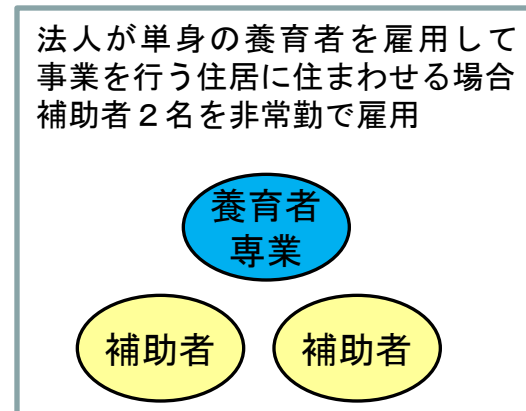 法人が単身の養育者を雇用して
事業を行う住居に住まわせる場合
補助者２名を非常勤で雇用
養育者
専業
補助者 補助者